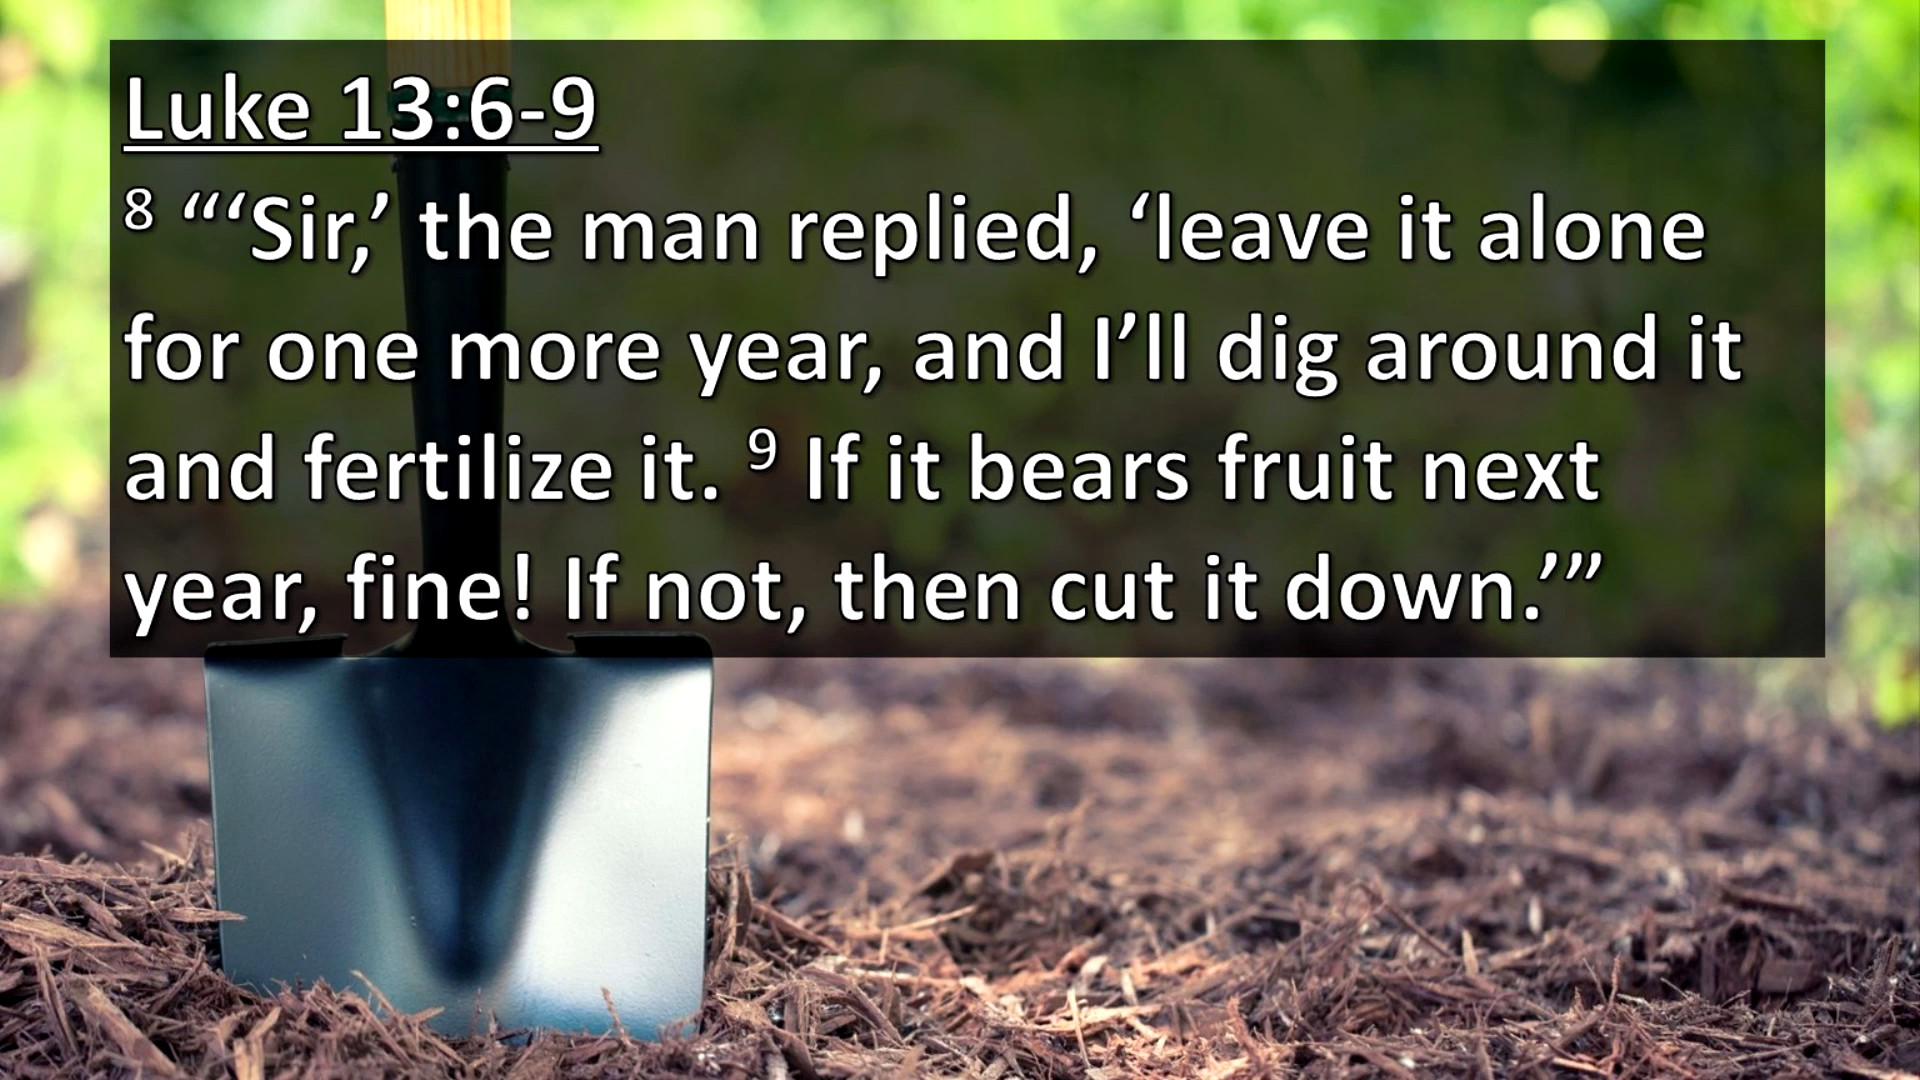 Luke 13:6-9
8 “‘Sir,’ the man replied, ‘leave it alone
for one more year, and I’ll dig around it
and fertilize it. 9 If it bears fruit next
year, fine! If not, then cut it down.’”